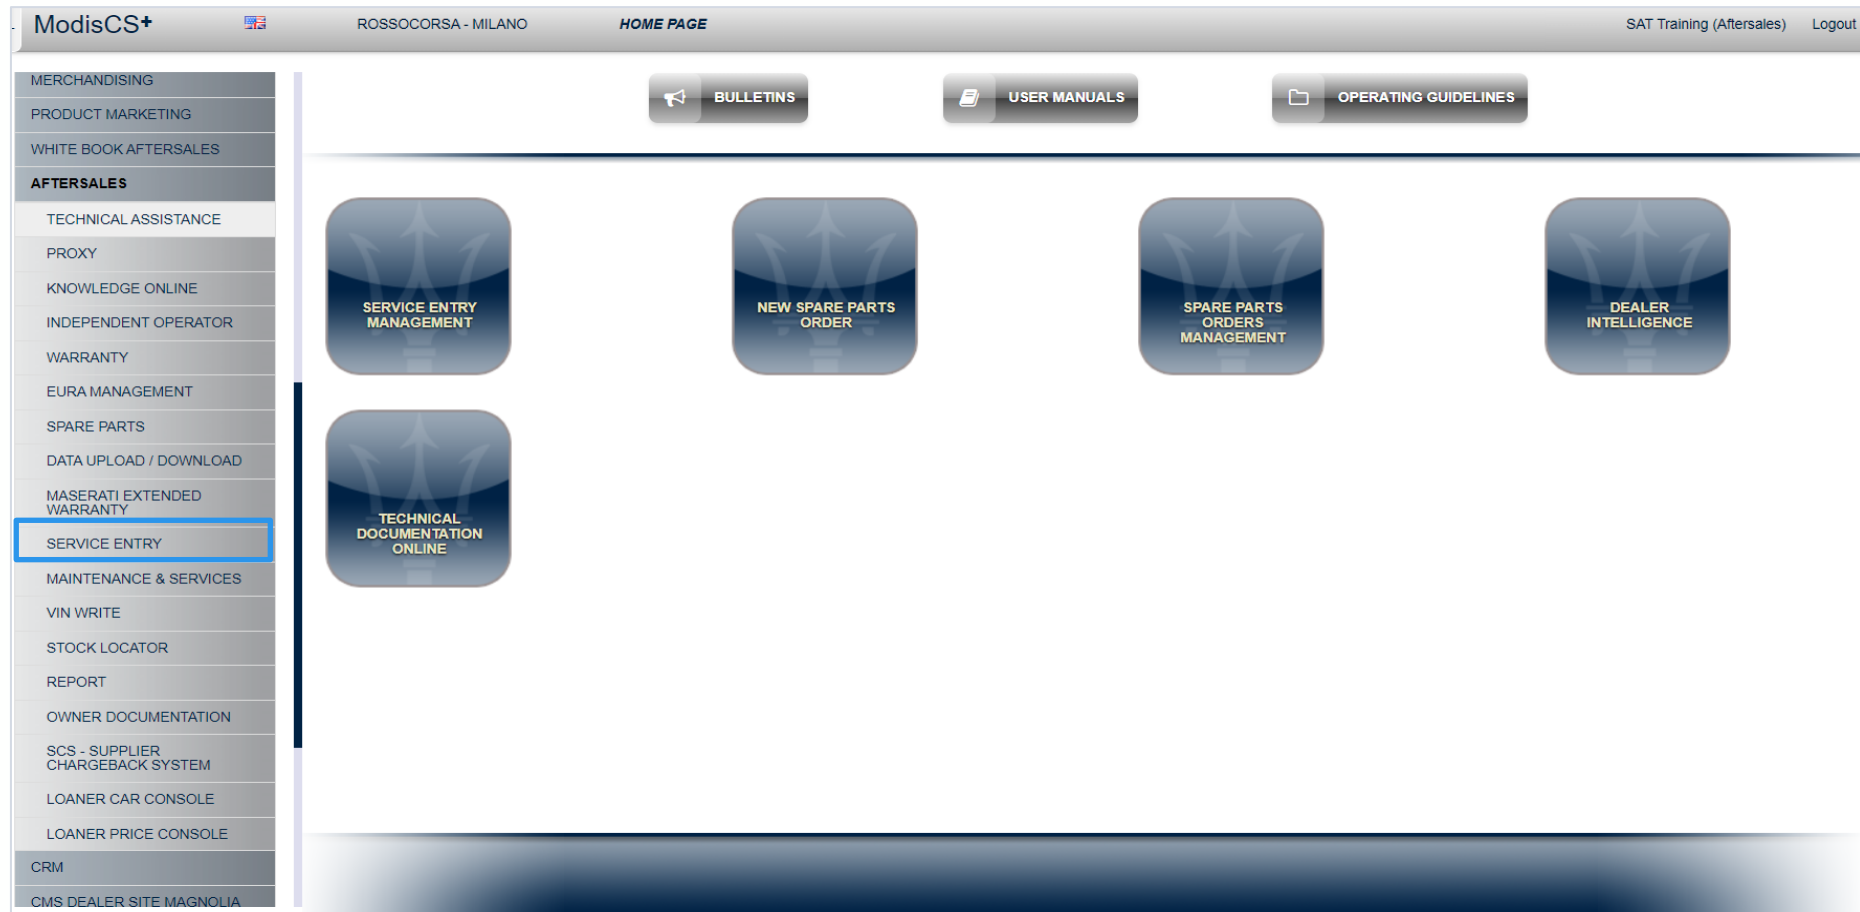 ModisCS+
ROSSOCORSA - MILANO
HOME PAGE
SAT Training (Aftersales)
Logout
MERCHANDISING
PRODUCT MARKETING
WHITE BOOK AFTERSALES
AFTERSALES
TECHNICAL ASSISTANCE
PROXY
KNOWLEDGE ONLINE
INDEPENDENT OPERATOR
WARRANTY
EURA MANAGEMENT
SPARE PARTS
DATA UPLOAD / DOWNLOAD
MASERATI EXTENDED
WARRANTY
SERVICE ENTRY
MAINTENANCE & SERVICES
VIN WRITE
STOCK LOCATOR
REPORT
OWNER DOCUMENTATION
SCS - SUPPLIER
CHARGEBACK SYSTEM
LOANER CAR CONSOLE
LOANER PRICE CONSOLE
CRM
CMS DEALER SITE MAGNOLIA
BULLETINS
USER MANUALS
OPERATING GUIDELINES
SERVICE ENTRY
MANAGEMENT
NEW SPARE PARTS
ORDER
SPARE PARTS
ORDERS
MANAGEMENT
DEALER
INTELLIGENCE
TECHNICAL
DOCUMENTATION
ONLINE